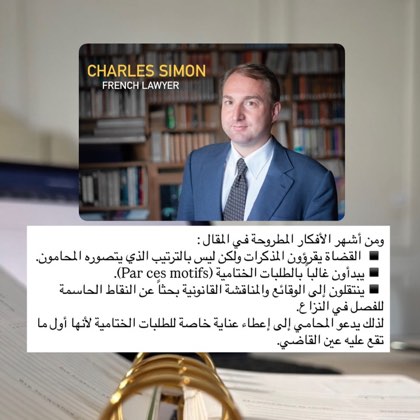 CHARLES SIMON
FRENCH LAWYER
ومن أشهر الأفكار المطروحة في المقال:
▪ القضاة يقرؤون المذكرات ولكن ليس بالترتيب الذي يتصوره المحامون.
▪ يبدأون غالباً بالطلبات الختامية (Par ces motifs).
▪ ينتقلون إلى الوقائع والمناقشة القانونية بحثاً عن النقاط الحاسمة
للفصل في النزاع.
لذلك يدعو المحامي إلى إعطاء عناية خاصة للطلبات الختامية لأنها أول ما
تقع عليه عين القاضي.